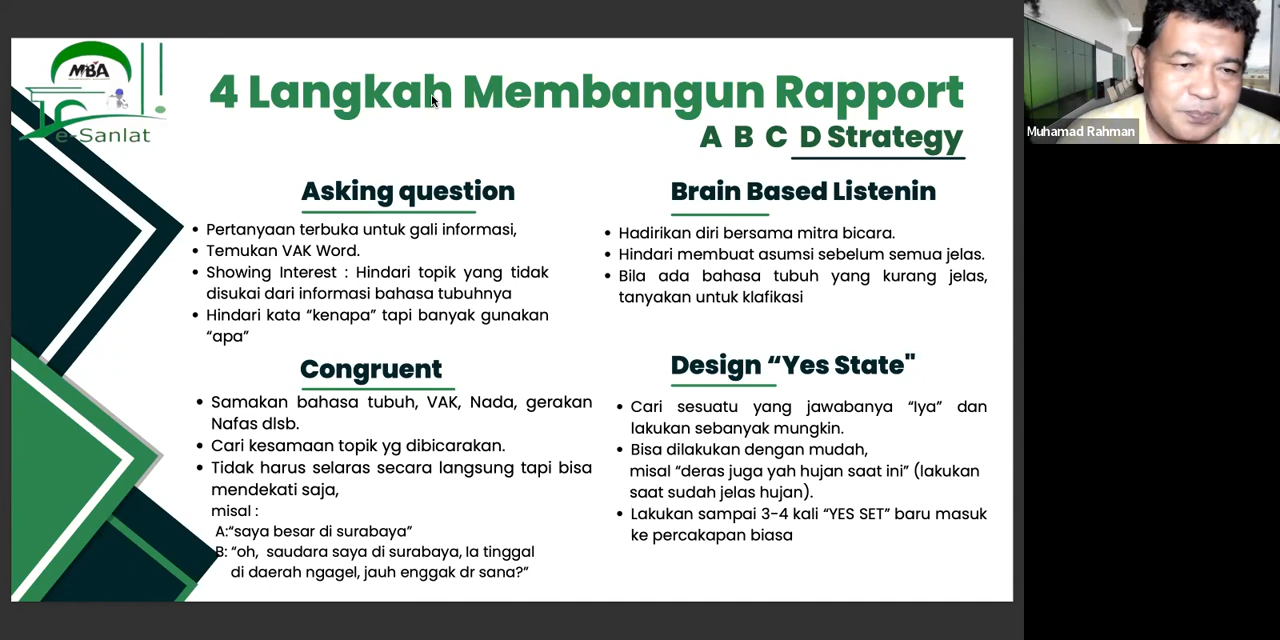 MBA
e-Sanlat
4 Langkah Membangun Rapport
A B C D Strategy
Asking question
• Pertanyaan terbuka untuk gali informasi,
• Temukan VAK Word.
• Showing Interest : Hindari topik yang tidak
disukai dari informasi bahasa tubuhnya
• Hindari kata “kenapa” tapi banyak gunakan
“apa”
Brain Based Listenin
• Hadirikan diri bersama mitra bicara.
• Hindari membuat asumsi sebelum semua jelas.
• Bila ada bahasa tubuh yang kurang jelas,
tanyakan untuk klafikasi
Congruent
• Samakan bahasa tubuh, VAK, Nada, gerakan
Nafas dlsb.
• Cari kesamaan topik yg dibicarakan.
• Tidak harus selaras secara langsung tapi bisa
mendekati saja,
misal :
A:“saya besar di surabaya”
B: “oh, saudara saya di surabaya, Ia tinggal
di daerah ngagel, jauh enggak dr sana?”
Design “Yes State"
• Cari sesuatu yang jawabanya “Iya” dan
lakukan sebanyak mungkin.
• Bisa dilakukan dengan mudah,
misal “deras juga yah hujan saat ini” (lakukan
saat sudah jelas hujan).
• Lakukan sampai 3-4 kali “YES SET” baru masuk
ke percakapan biasa
Muhamad Rahman